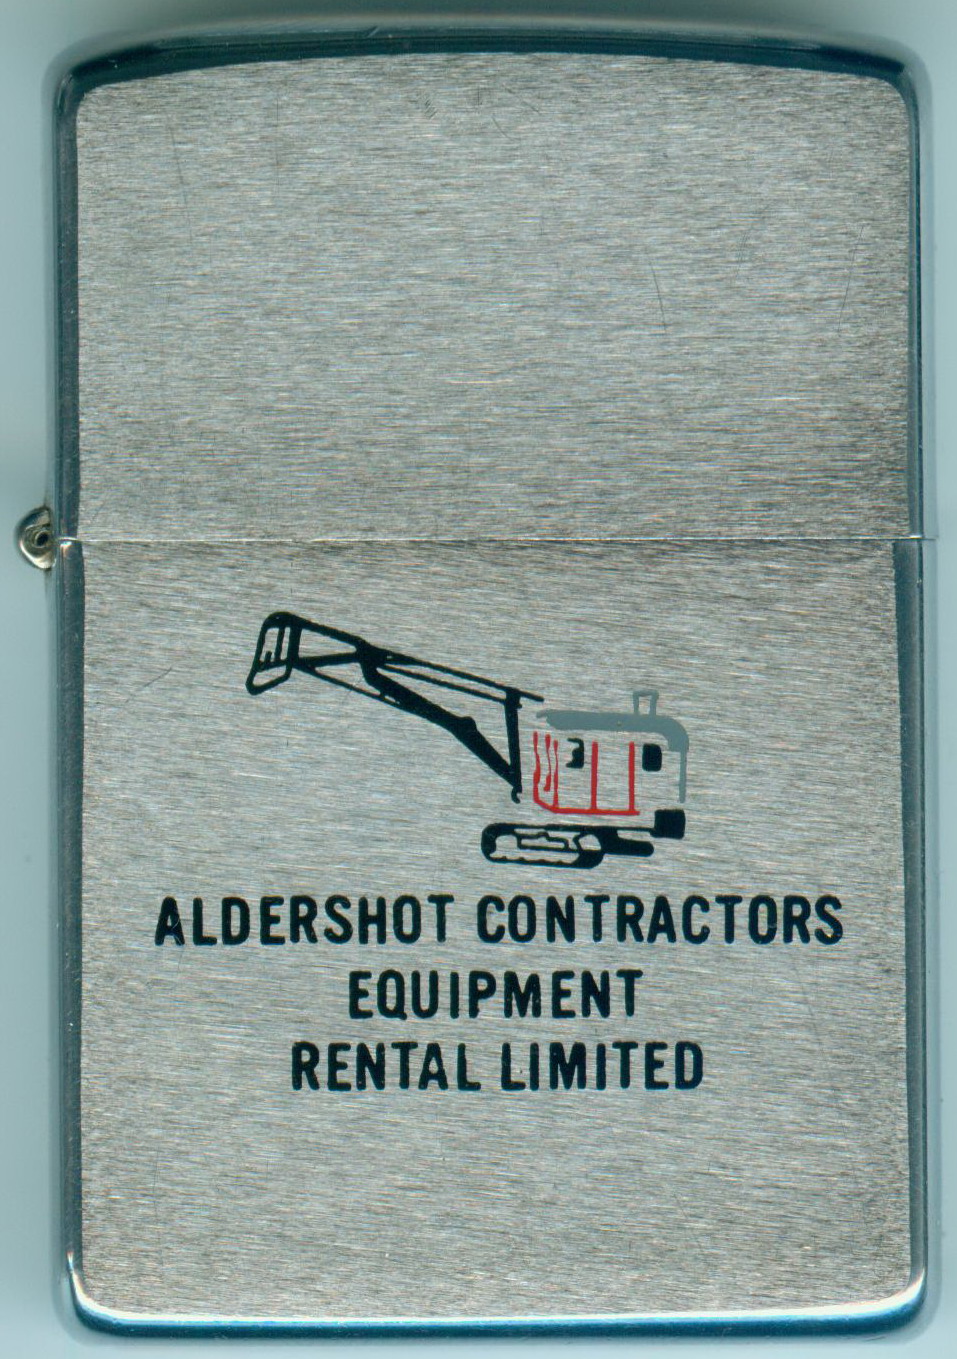 ALDERSHOT CONTRACTORS
EQUIPMENT
RENTAL LIMITED